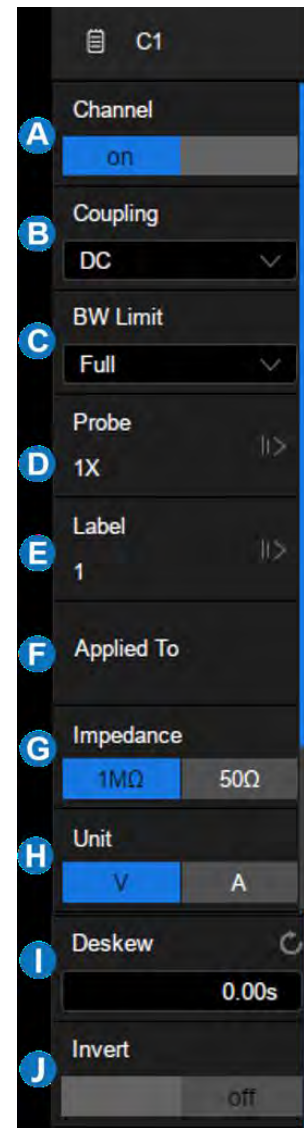 C1
A
Channel
on
B
Coupling
DC
C
BW Limit
Full
D
Probe
1X
E
Label
1
F
Applied To
G
Impedance
1MΩ 50Ω
H
Unit
V A
I
Deskew
0.00s
J
Invert
off